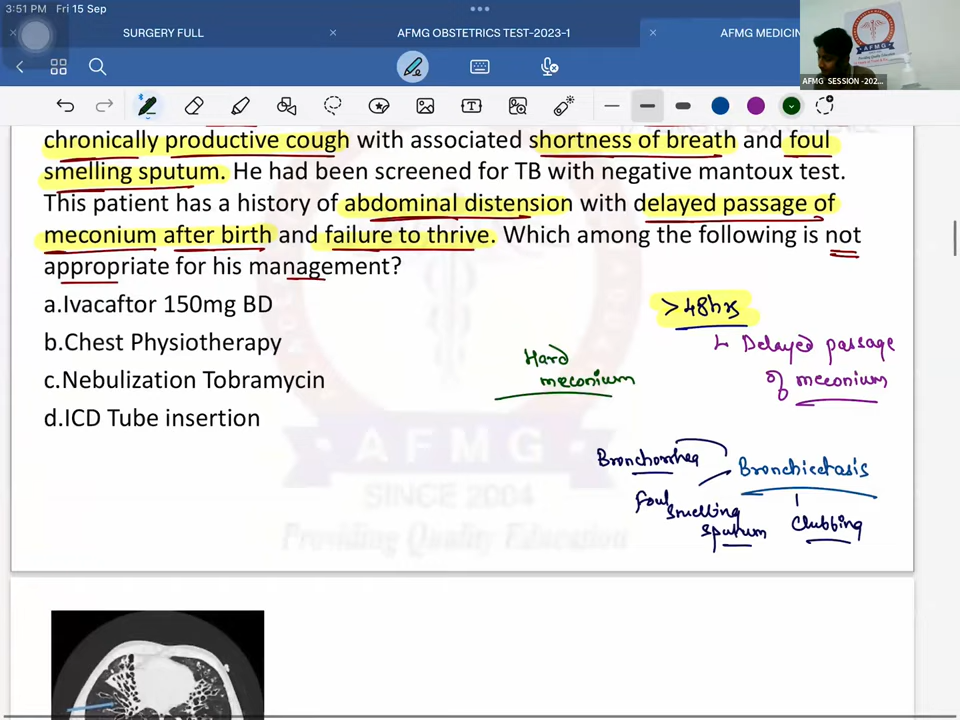 3:51 PM Fri 15 Sep
SURGERY FULL
AFMG OBSTETRICS TEST-2023-1
AFMG MEDICIN
AFMG
AFMG SESSION -202...
chronically productive cough with associated shortness of breath and foul
smelling sputum. He had been screened for TB with negative mantoux test.
This patient has a history of abdominal distension with delayed passage of
meconium after birth and failure to thrive. Which among the following is not
appropriate for his management?
a.Ivacaftor 150mg BD
b.Chest Physiotherapy
c.Nebulization Tobramycin
d.ICD Tube insertion
>48hrs
Delayed passage
of meconium
Hard
meconium
Bronchorrhea
Bronchiectasis
foul
smelling
sputum
Clubbing
AFMG
SINCE 2004
Providing Quality Education